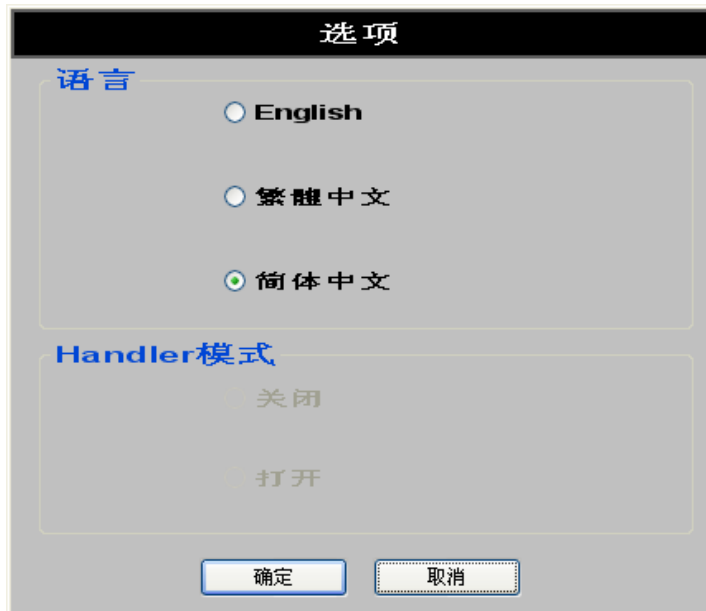 选项
语言
English
繁體中文
简体中文
Handler模式
关闭
打开
确定 取消